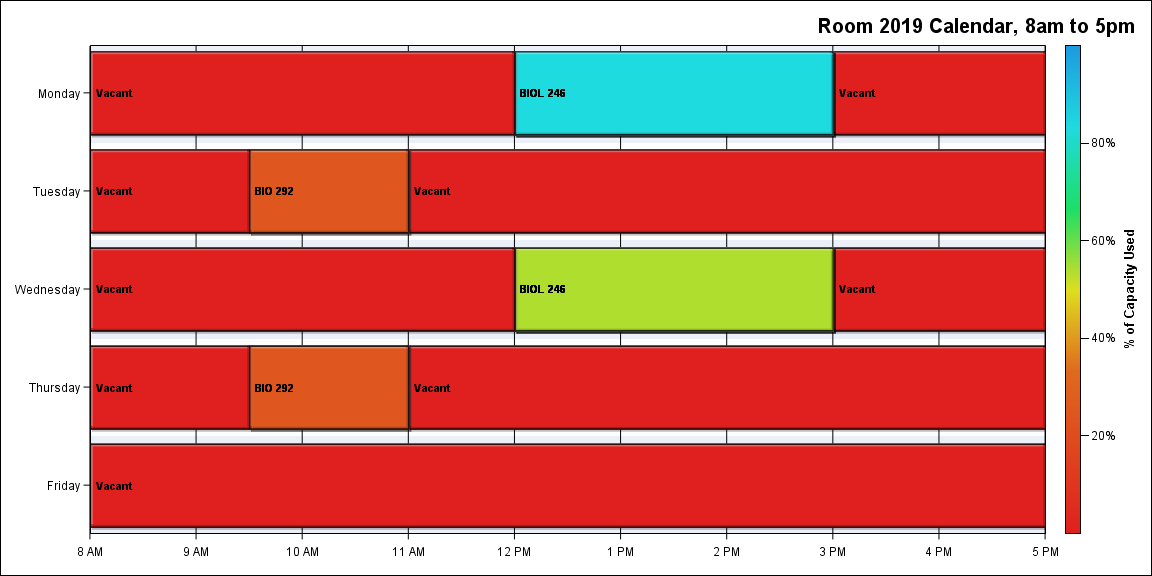 Room 2019 Calendar, 8am to 5pm
Monday
Vacant
BIOL 246
Vacant
Tuesday
Vacant
BIO 292
Vacant
Wednesday
Vacant
BIOL 246
Vacant
Thursday
Vacant
BIO 292
Vacant
Friday
Vacant
8 AM
9 AM
10 AM
11 AM
12 PM
1 PM
2 PM
3 PM
4 PM
5 PM
80%
60%
40%
20%
% of Capacity Used